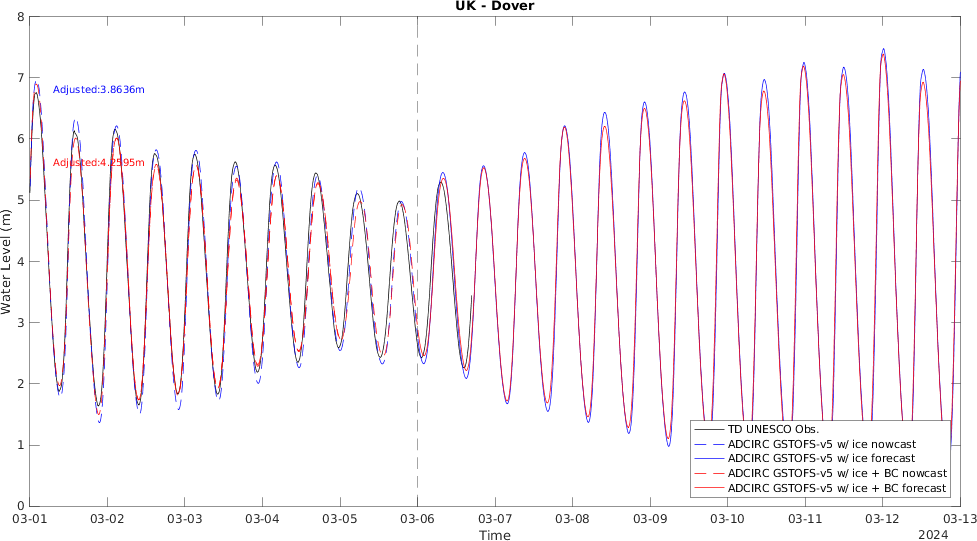 UK - Dover
8
7
6
5
4
3
2
1
0
Water Level (m)
Adjusted:3.8636m
Adjusted:4.2595m
TD UNESCO Obs.
ADCIRC GSTOFS-v5 w/ ice nowcast
ADCIRC GSTOFS-v5 w/ ice forecast
ADCIRC GSTOFS-v5 w/ ice + BC nowcast
ADCIRC GSTOFS-v5 w/ ice + BC forecast
03-01 03-02 03-03 03-04 03-05 03-06 03-07 03-08 03-09 03-10 03-11 03-12 03-13
Time
2024